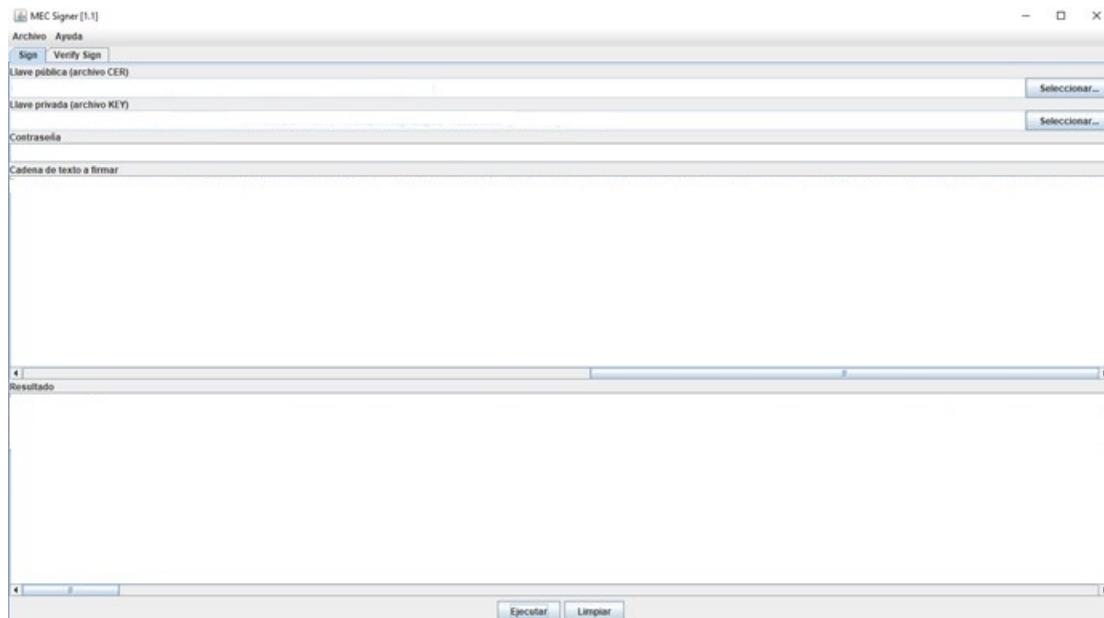 MEC Signer [1.1]
Archivo Ayuda
Sign Verify Sign
Llave pública (archivo CER)
Seleccionar...
Llave privada (archivo KEY)
Seleccionar...
Contraseña
Cadena de texto a firmar
Resultado
Ejecutar Limpiar